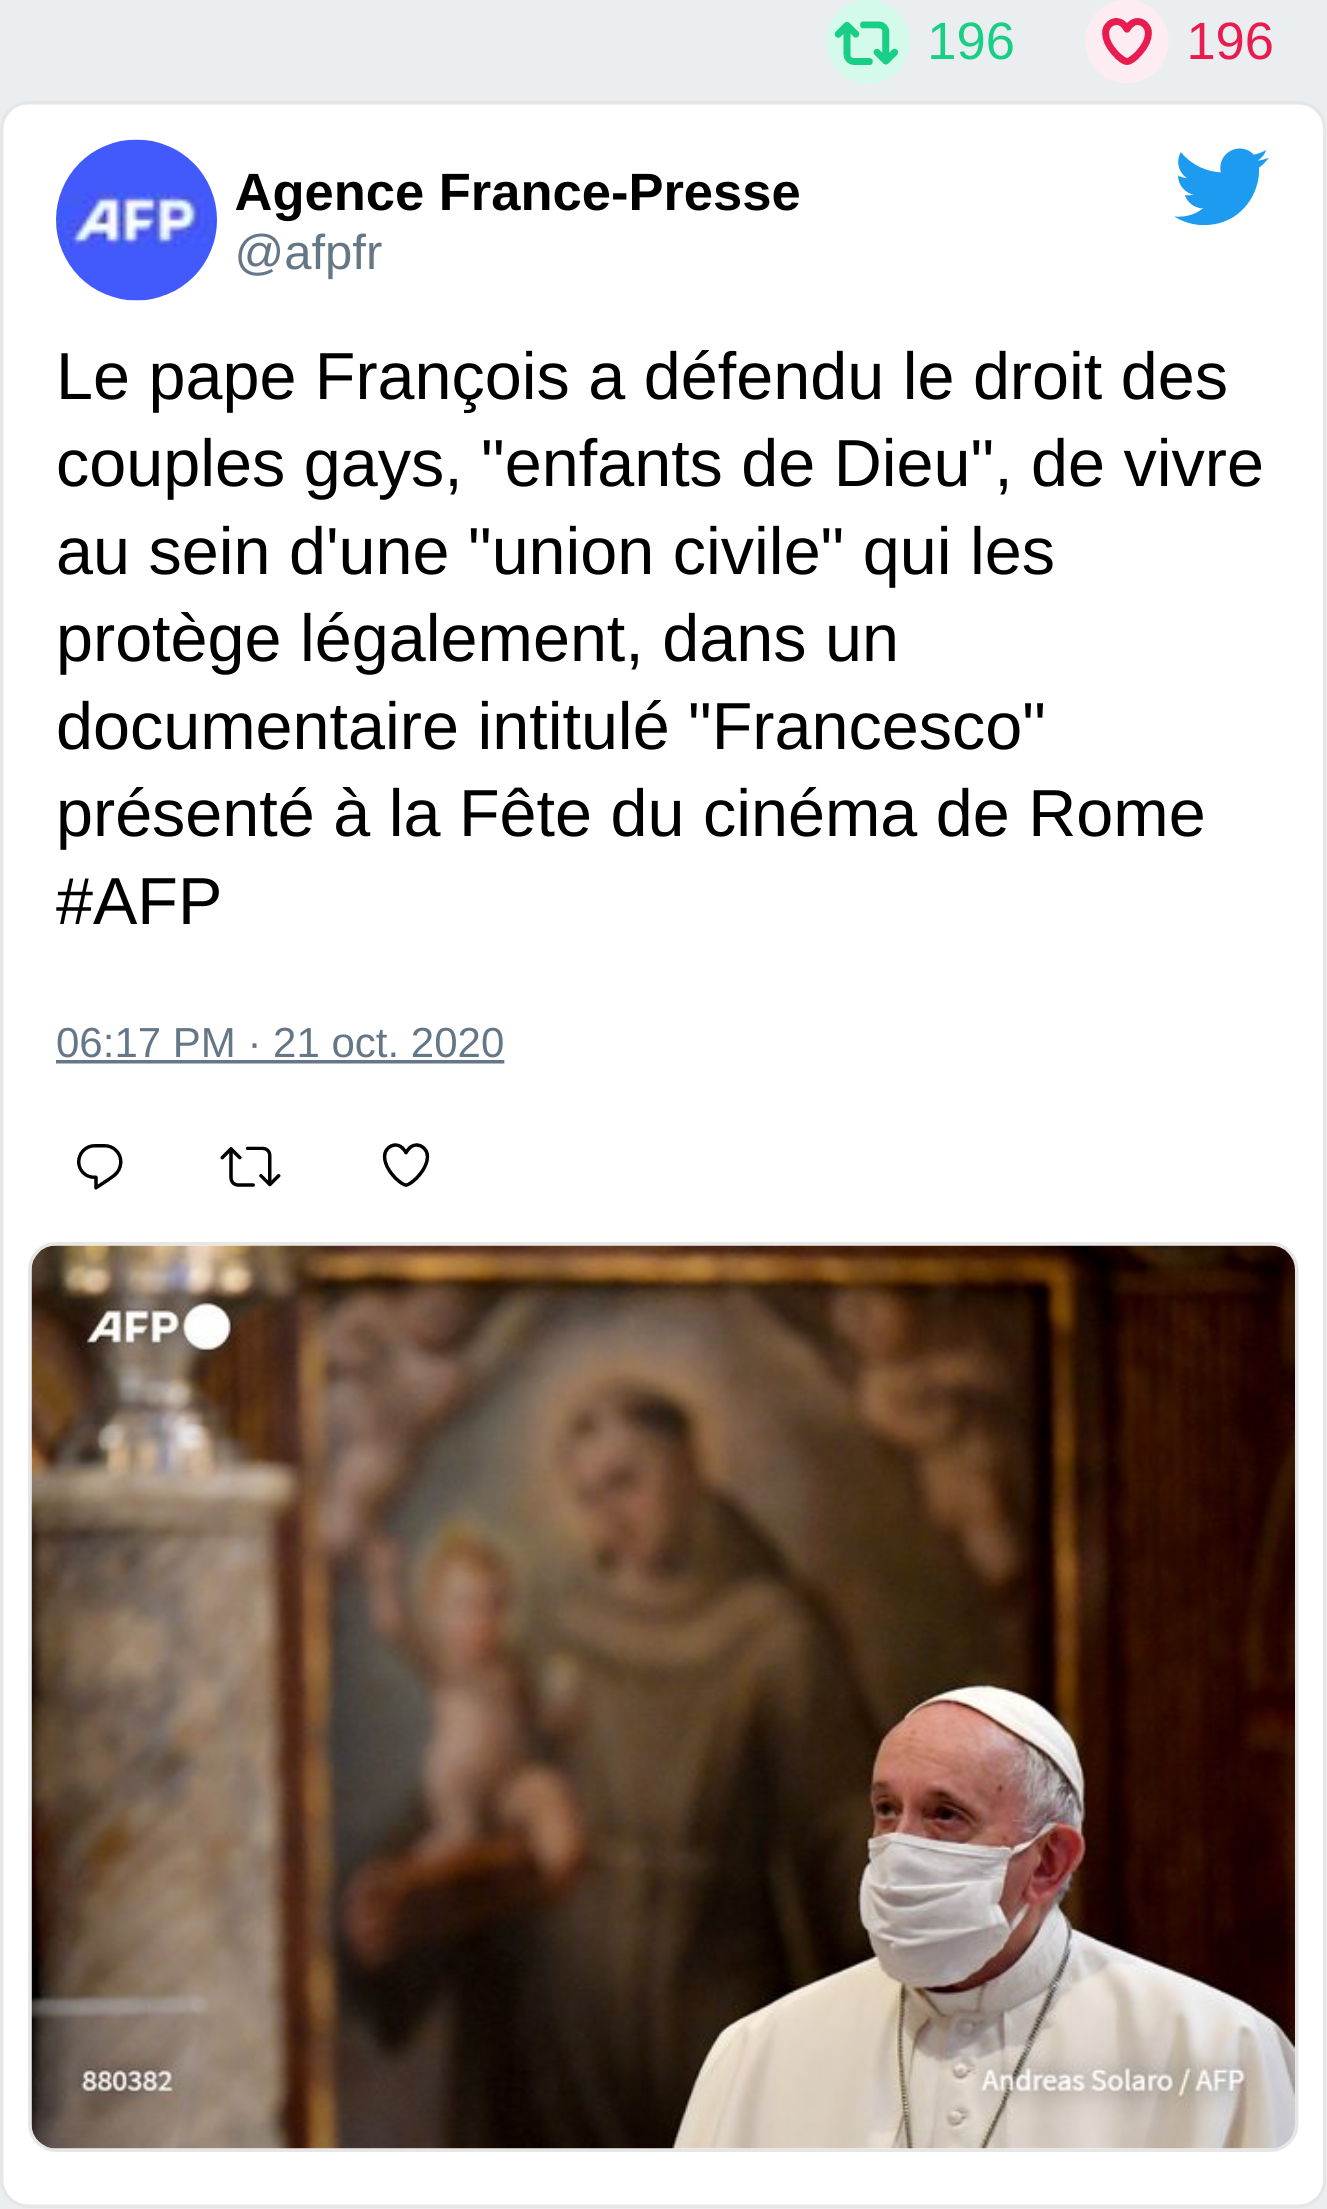 196 196
AFP
Agence France-Presse
@afpfr
Le pape François a défendu le droit des
couples gays, "enfants de Dieu", de vivre
au sein d'une "union civile" qui les
protège légalement, dans un
documentaire intitulé "Francesco"
présenté à la Fête du cinéma de Rome
#AFP
06:17 PM · 21 oct. 2020
AFP
880382
Andreas Solaro / AFP